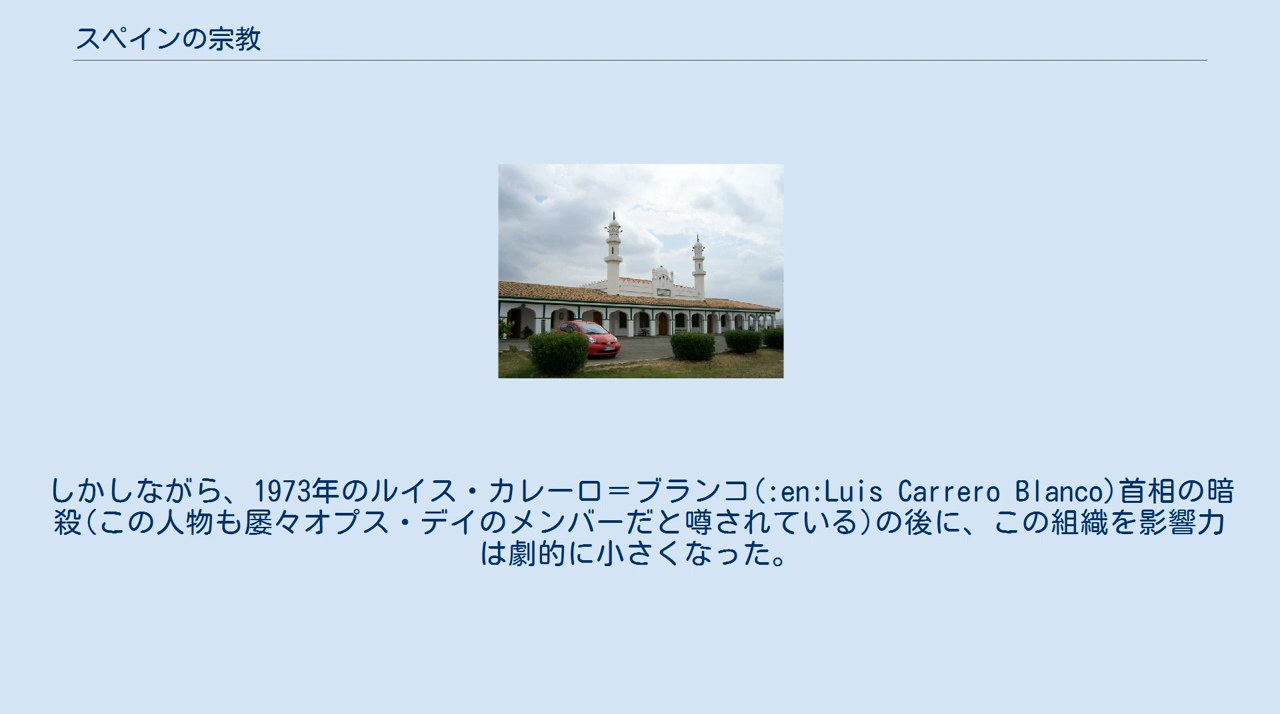 スペインの宗教
しかしながら、1973年のルイス・カレーロ＝ブランコ(:en:Luis Carrero Blanco)首相の暗
殺(この人物も屡々オプス・デイのメンバーだと噂されている)の後に、この組織を影響力
は劇的に小さくなった。